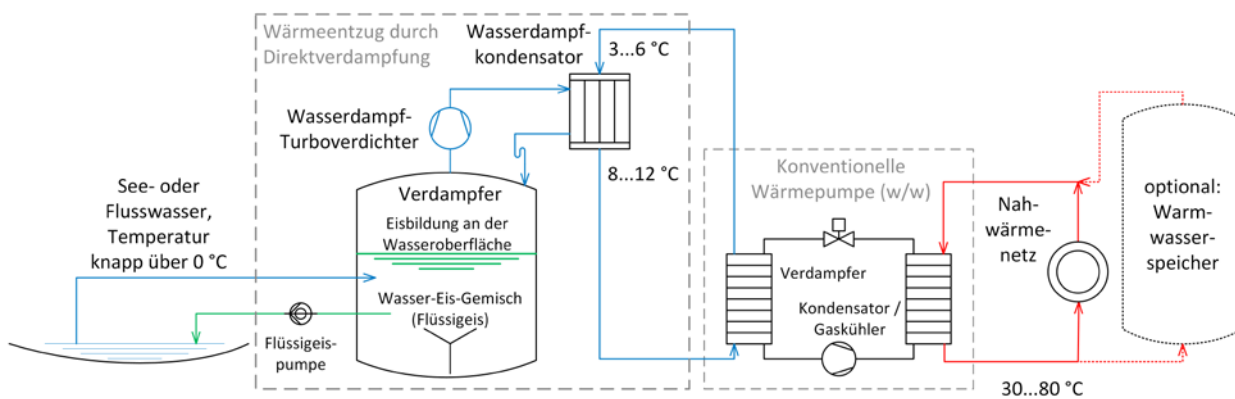 Wärmeentzug durch
Direktverdampfung
Wasserdampf-
kondensator
3...6 °C
Wasserdampf-
Turboverdichter
8...12 °C
See- oder
Flusswasser,
Temperatur
knapp über 0 °C
Verdampfer
Eisbildung an der
Wasseroberfläche
Wasser-Eis-Gemisch
(Flüssigeis)
Flüssigeis-
pumpe
Konventionelle
Wärmepumpe (w/w)
Verdampfer
Kondensator /
Gaskühler
Nah-
wärme-
netz
optional:
Warm-
wasser-
speicher
30...80 °C